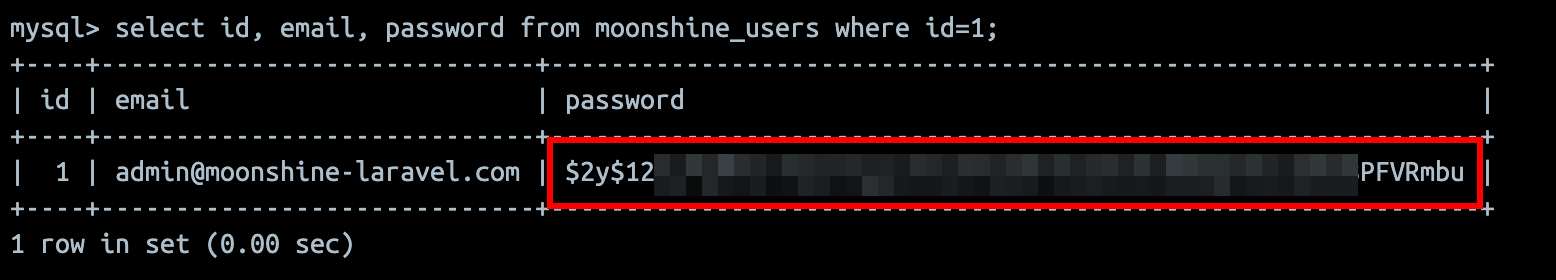 mysql> select id, email, password from moonshine_users where id=1;
+----+-----------------------------+--------------------------------------------------------------+
| id | email                       | password                                                     |
+----+-----------------------------+--------------------------------------------------------------+
|  1 | admin@moonshine-laravel.com | $2y$12 PFVRmbu |
+----+-----------------------------+--------------------------------------------------------------+
1 row in set (0.00 sec)